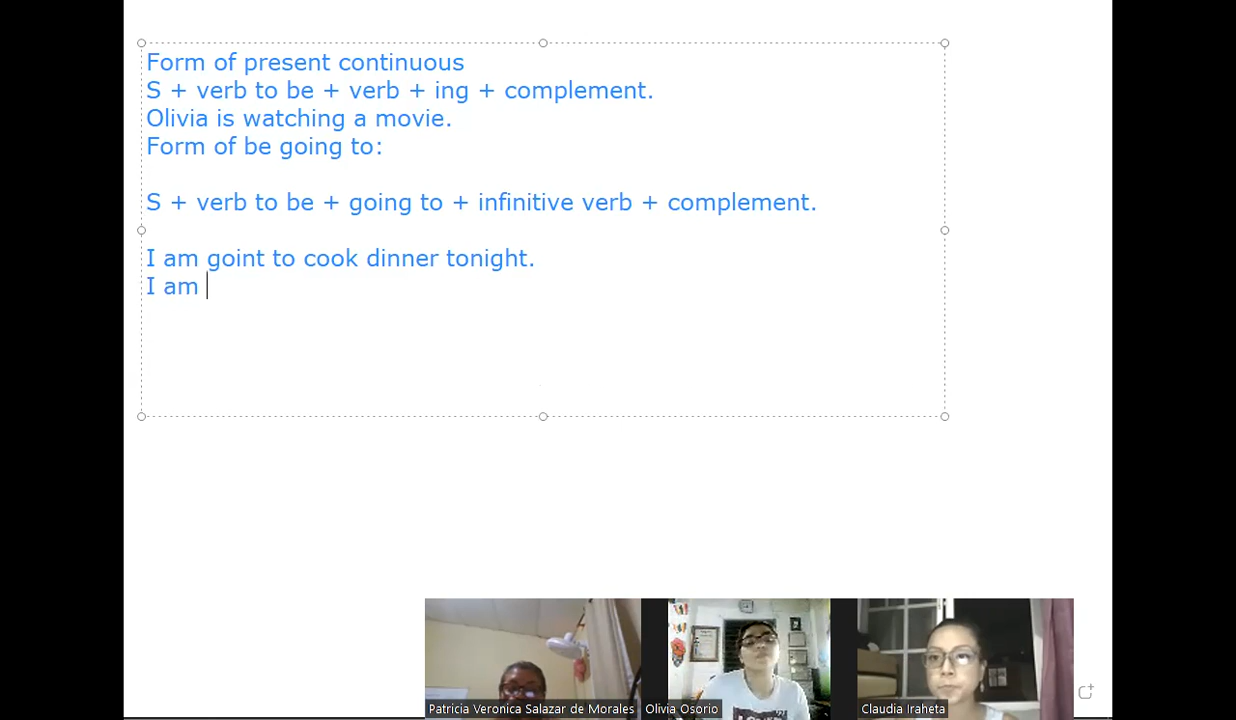 Form of present continuous
S + verb to be + verb + ing + complement.
Olivia is watching a movie.
Form of be going to:
S + verb to be + going to + infinitive verb + complement.
I am goint to cook dinner tonight.
I am
Patricia Veronica Salazar de Morales
Olivia Osorio
Claudia Iraheta